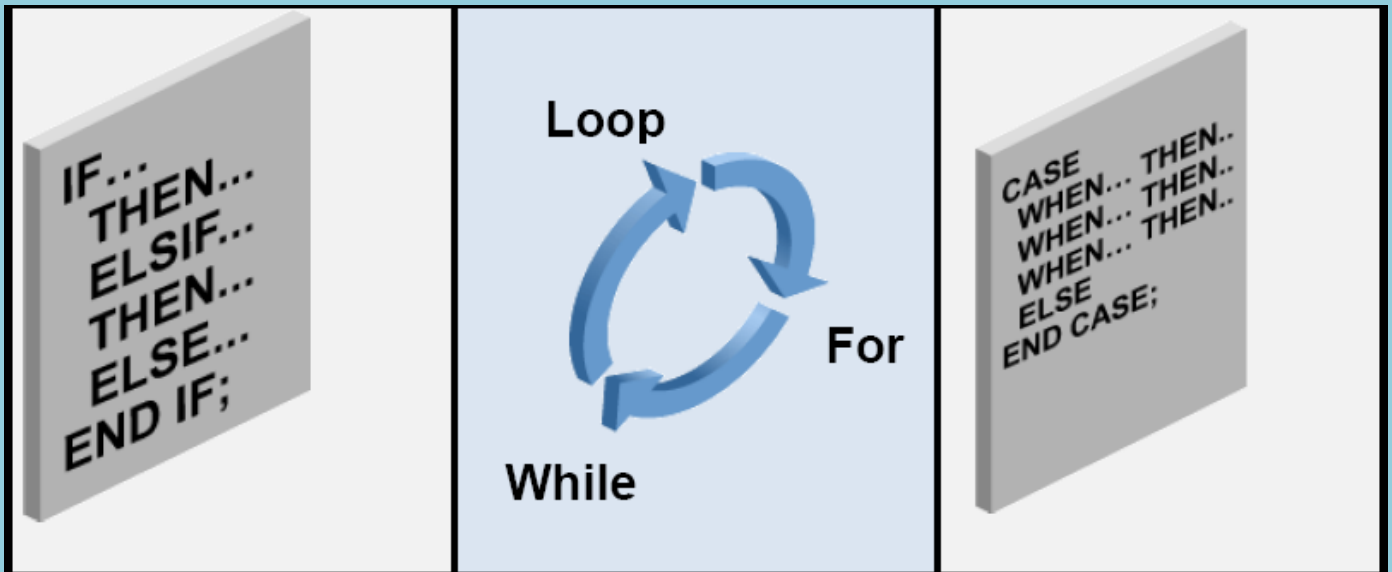 IF...
THEN...
ELSIF...
THEN...
ELSE...
END IF;
Loop
For
While
CASE
WHEN... THEN..
WHEN... THEN..
WHEN... THEN..
ELSE
END CASE;